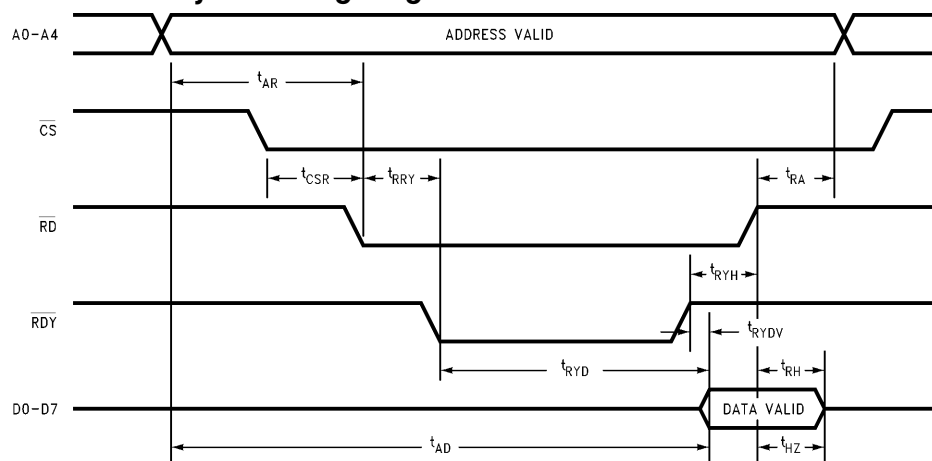 A0-A4
ADDRESS VALID
tAR
CS
tCSR
tRRY
tRA
RD
tRYH
RDY
tRYDV
tRYD
tRH
D0-D7
DATA VALID
tAD
tHZ